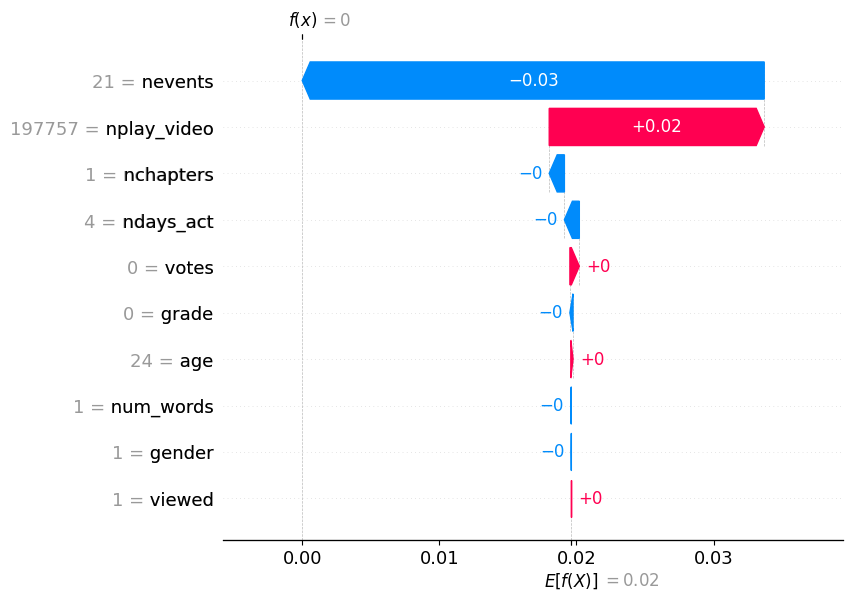 f(x) = 0
21 = nevents
−0.03
197757 = nplay_video
+0.02
1 = nchapters
−0
4 = ndays_act
−0
0 = votes
+0
0 = grade
−0
24 = age
+0
1 = num_words
−0
1 = gender
−0
1 = viewed
+0
0.00 0.01 0.02 0.03
E[f(X)] = 0.02